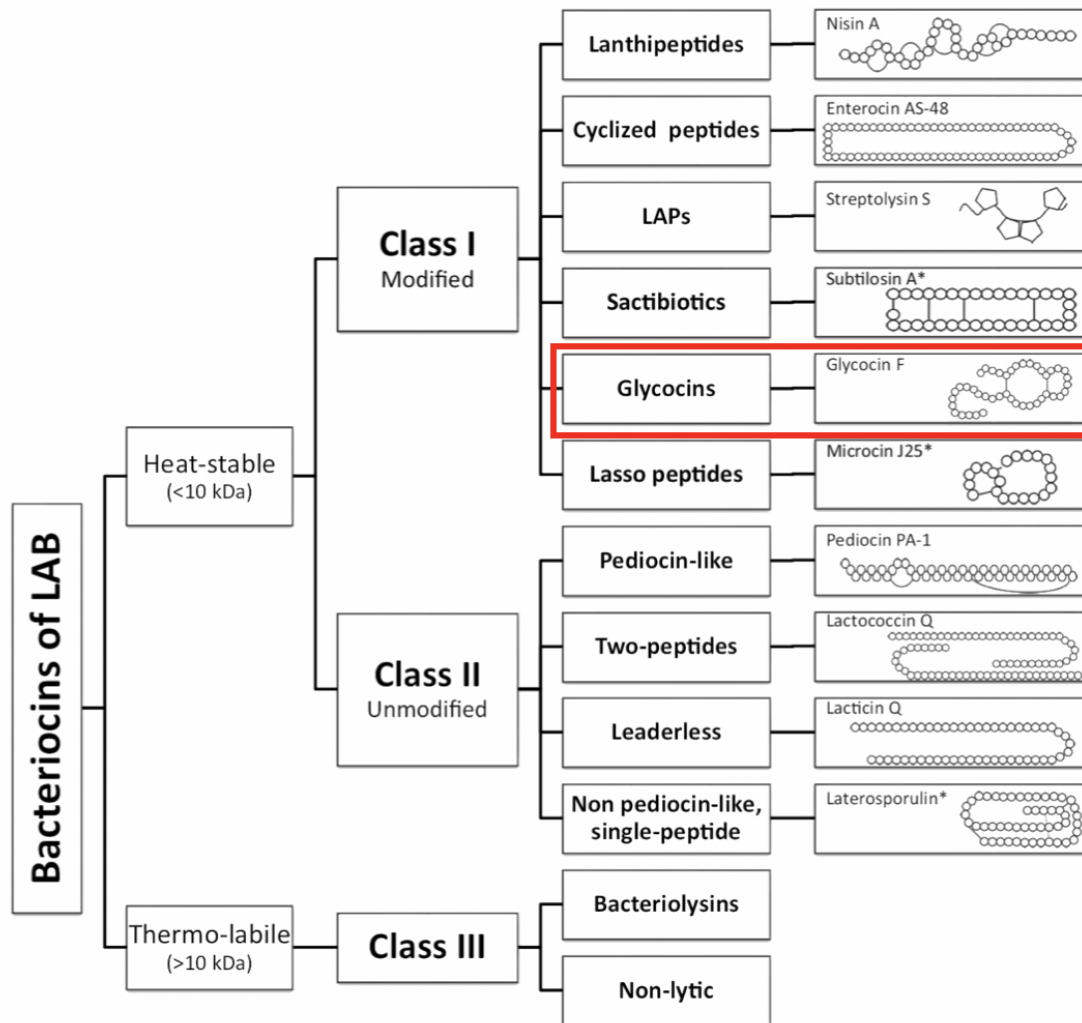 Bacteriocins of LAB
Heat-stable
(<10 kDa)
Thermo-labile
(>10 kDa)
Class I
Modified
Class II
Unmodified
Class III
Lanthipeptides
Nisin A
Cyclized peptides
Enterocin AS-48
LAPs
Streptolysin S
Sactibiotics
Subtilosin A*
Glycocins
Glycocin F
Lasso peptides
Microcin J25*
Pediocin-like
Pediocin PA-1
Two-peptides
Lactococcin Q
Leaderless
Lacticin Q
Non pediocin-like,
single-peptide
Laterosporulin*
Bacteriolysins
Non-lytic